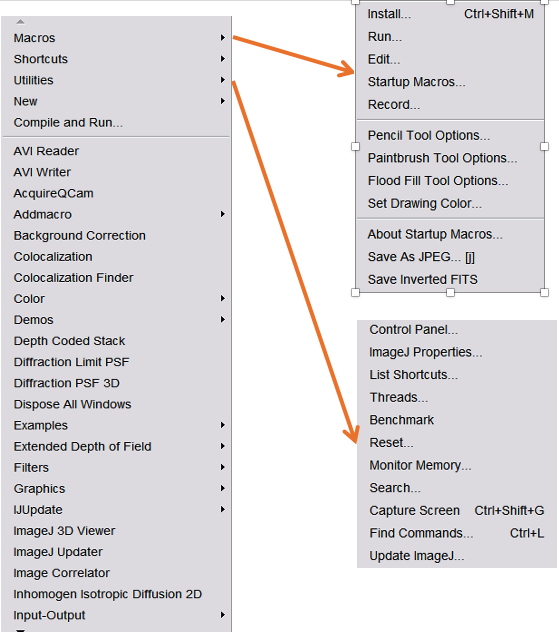 Macros
Shortcuts
Utilities
New
Compile and Run...
AVI Reader
AVI Writer
AcquireQCam
Addmacro
Background Correction
Colocalization
Colocalization Finder
Color
Demos
Depth Coded Stack
Diffraction Limit PSF
Diffraction PSF 3D
Dispose All Windows
Examples
Extended Depth of Field
Filters
Graphics
IJUpdate
ImageJ 3D Viewer
ImageJ Updater
Image Correlator
Inhomogen Isotropic Diffusion 2D
Input-Output
Install... Ctrl+Shift+M
Run...
Edit...
Startup Macros...
Record...
Pencil Tool Options...
Paintbrush Tool Options...
Flood Fill Tool Options...
Set Drawing Color...
About Startup Macros...
Save As JPEG... [j]
Save Inverted FITS
Control Panel...
ImageJ Properties...
List Shortcuts...
Threads...
Benchmark
Reset...
Monitor Memory...
Search...
Capture Screen Ctrl+Shift+G
Find Commands... Ctrl+L
Update ImageJ...